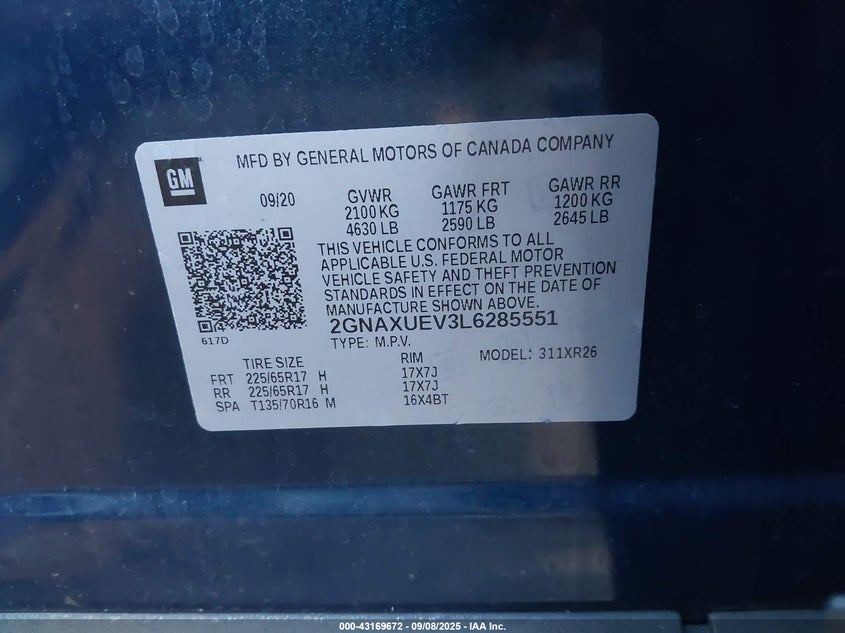 MFD BY GENERAL MOTORS OF CANADA COMPANY
GM
09/20 GVWR GAWR FRT GAWR RR
2100 KG 1175 KG 1200 KG
4630 LB 2590 LB 2645 LB
THIS VEHICLE CONFORMS TO ALL
APPLICABLE U.S. FEDERAL MOTOR
VEHICLE SAFETY AND THEFT PREVENTION
STANDARDS IN EFFECT ON THE DATE OF
MANUFACTURE SHOWN ABOVE.
2GNAXUEV3L6285551
617D
TYPE: M.P.V. MODEL: 311XR26
TIRE SIZE RIM
FRT 225/65R17 H 17X7J
RR 225/65R17 H 17X7J
SPA T135/70R16 M 16X4BT
000-43169672 - 09/08/2025 - IAA Inc.